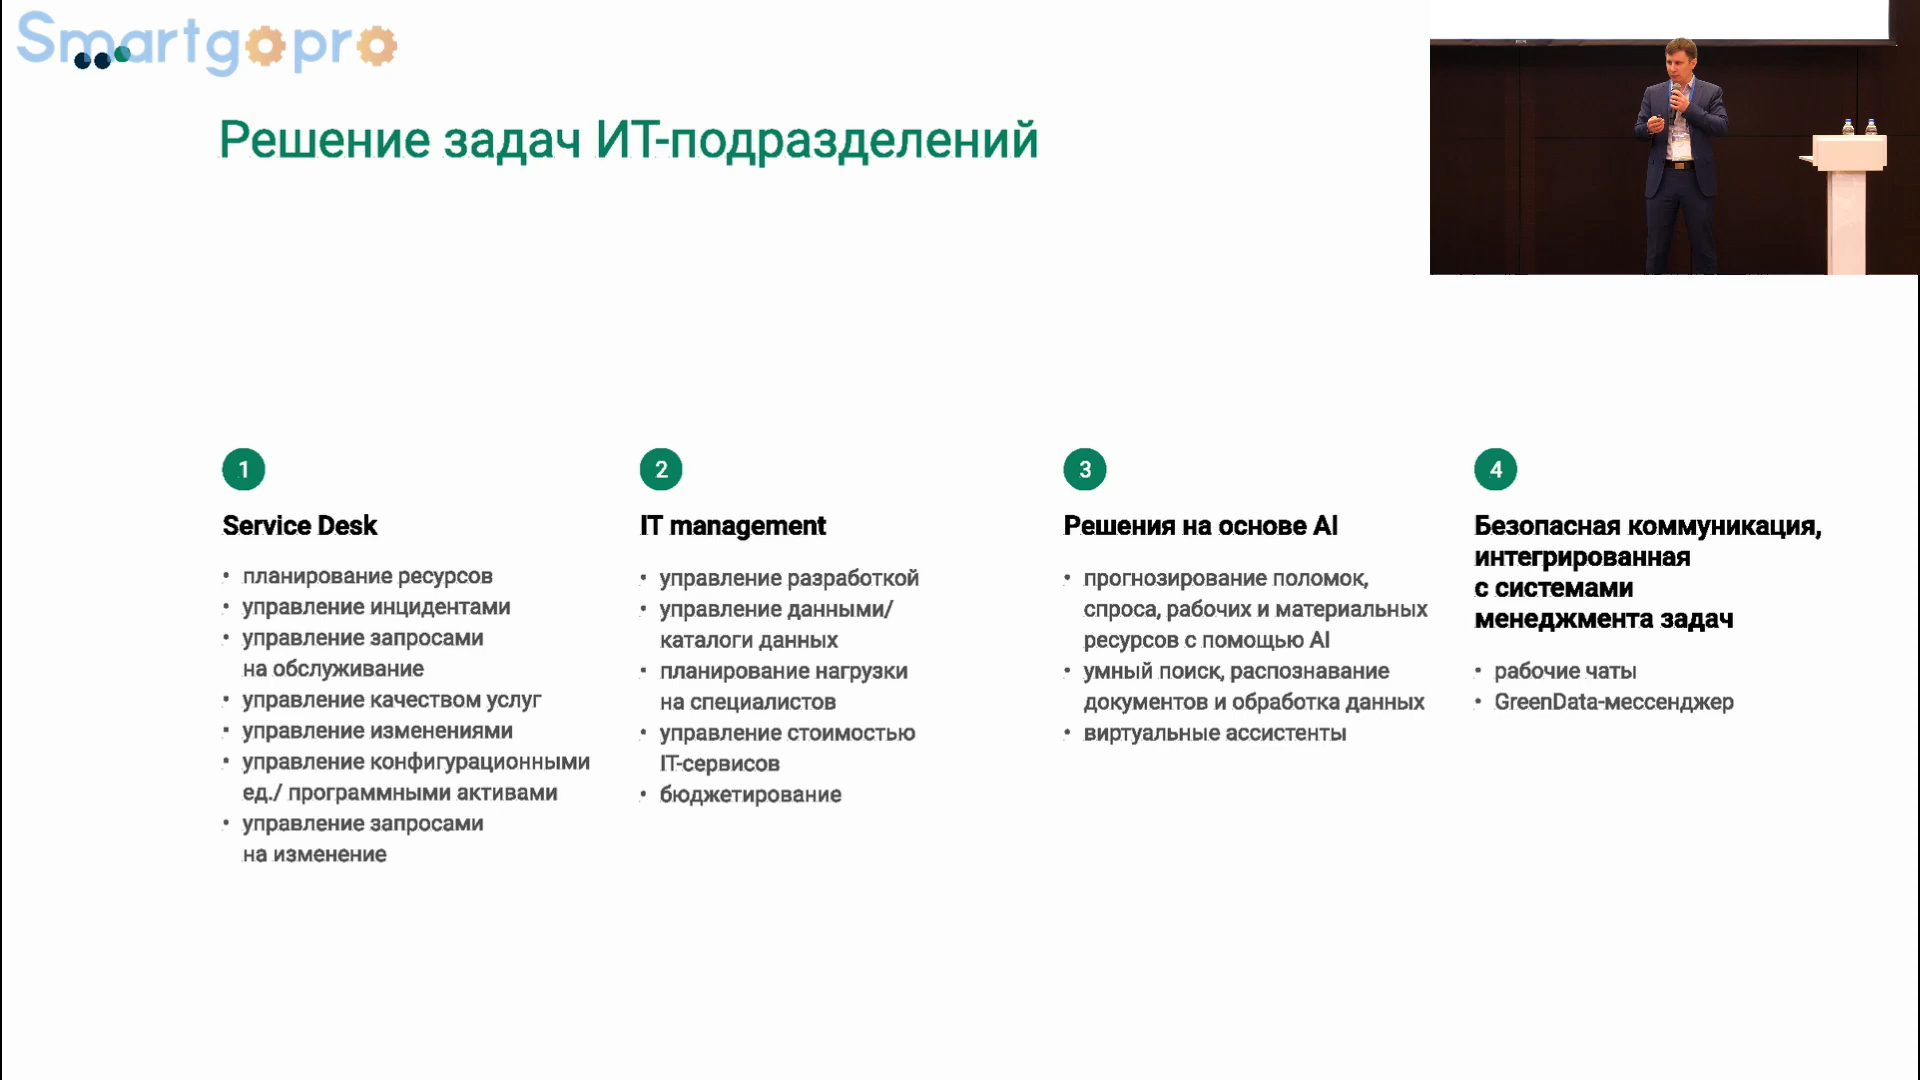 Smartgopro
Решение задач ИТ-подразделений
1
Service Desk
• планирование ресурсов
• управление инцидентами
• управление запросами
на обслуживание
• управление качеством услуг
• управление изменениями
• управление конфигурационными
ед./ программными активами
• управление запросами
на изменение
2
IT management
• управление разработкой
• управление данными/
каталоги данных
• планирование нагрузки
на специалистов
• управление стоимостью
IT-сервисов
• бюджетирование
3
Решения на основе AI
• прогнозирование поломок,
спроса, рабочих и материальных
ресурсов с помощью AI
• умный поиск, распознавание
документов и обработка данных
• виртуальные ассистенты
4
Безопасная коммуникация,
интегрированная
с системами
менеджмента задач
• рабочие чаты
• GreenData-мессенджер